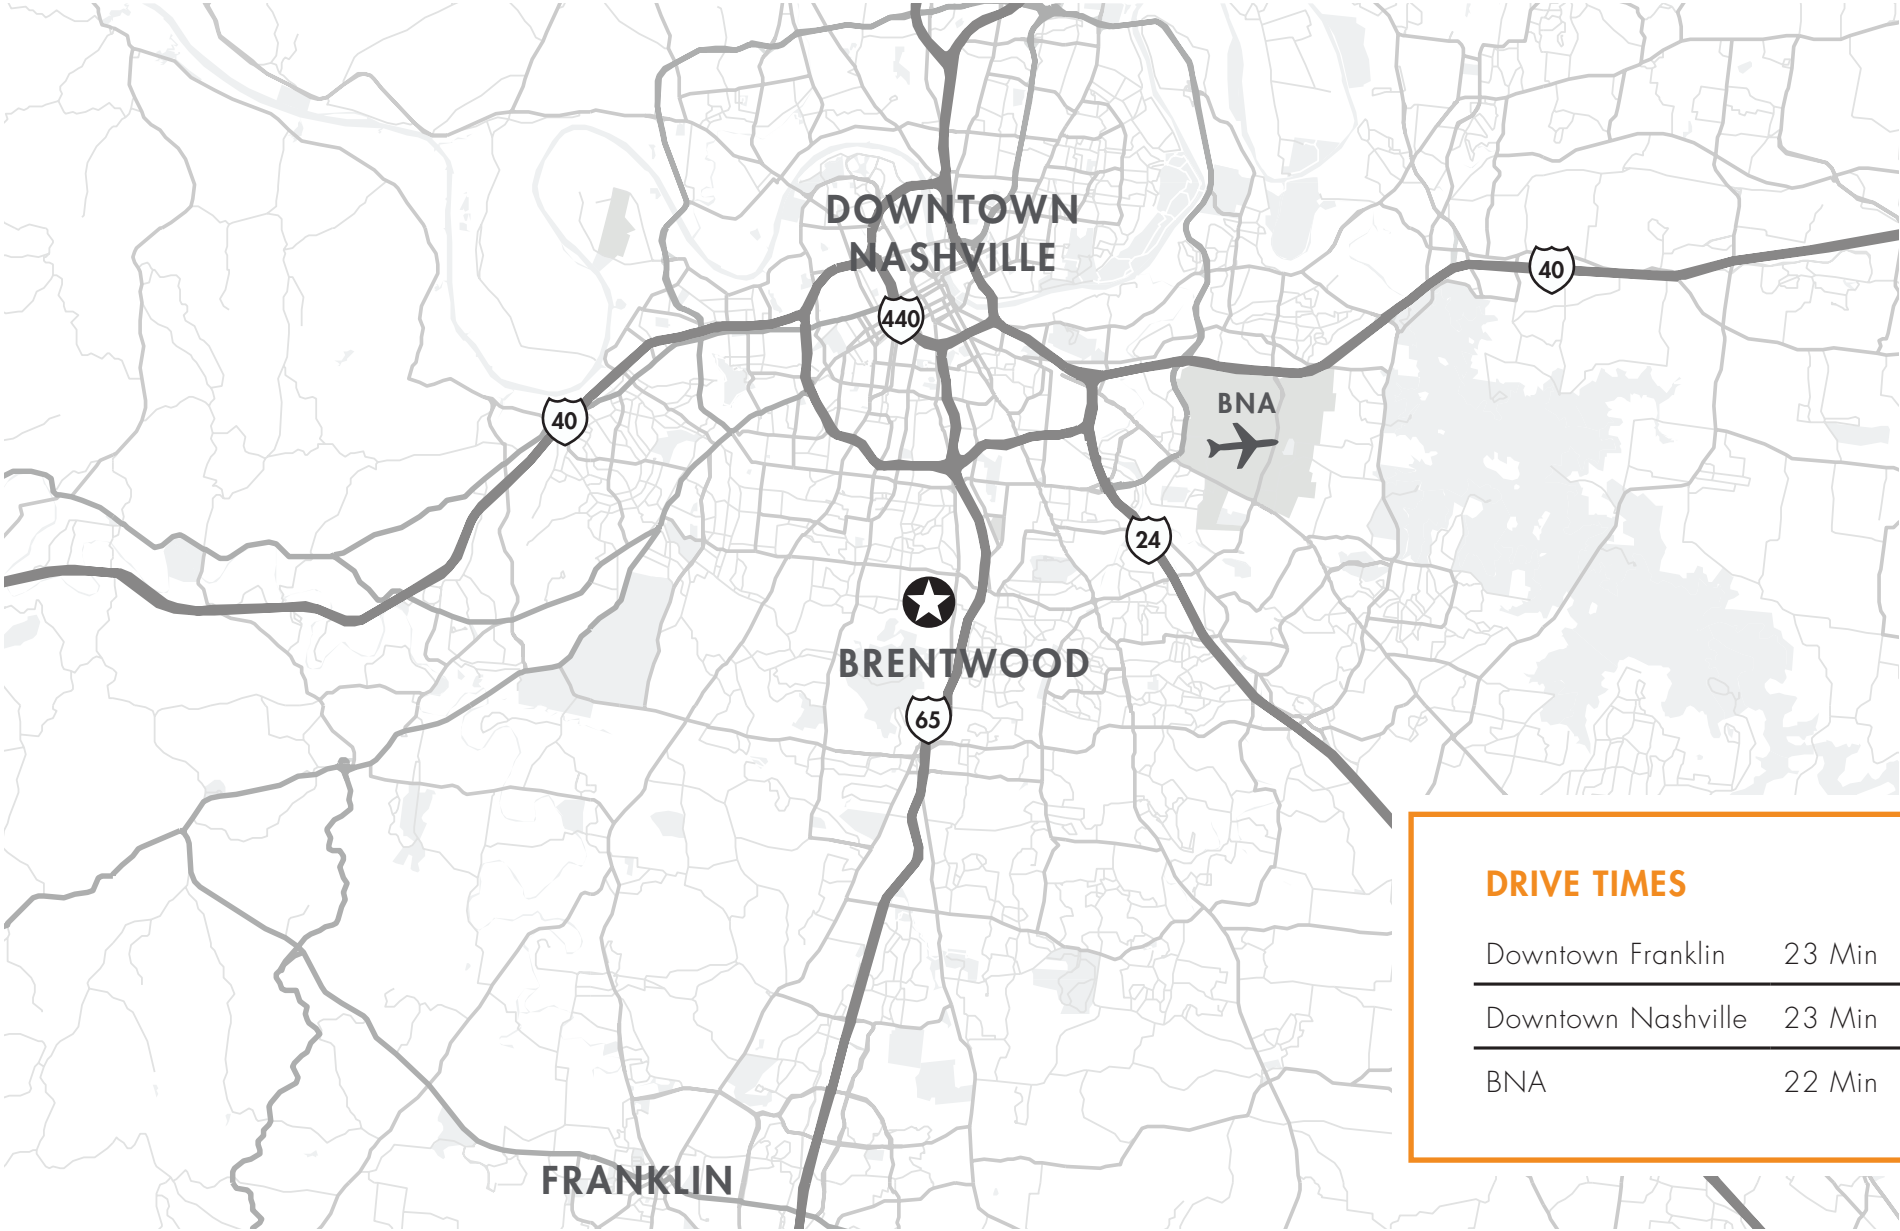 DOWNTOWN
NASHVILLE
40
440
BNA
40
24
BRENTWOOD
65
DRIVE TIMES
Downtown Franklin 23 Min
Downtown Nashville 23 Min
BNA 22 Min
FRANKLIN